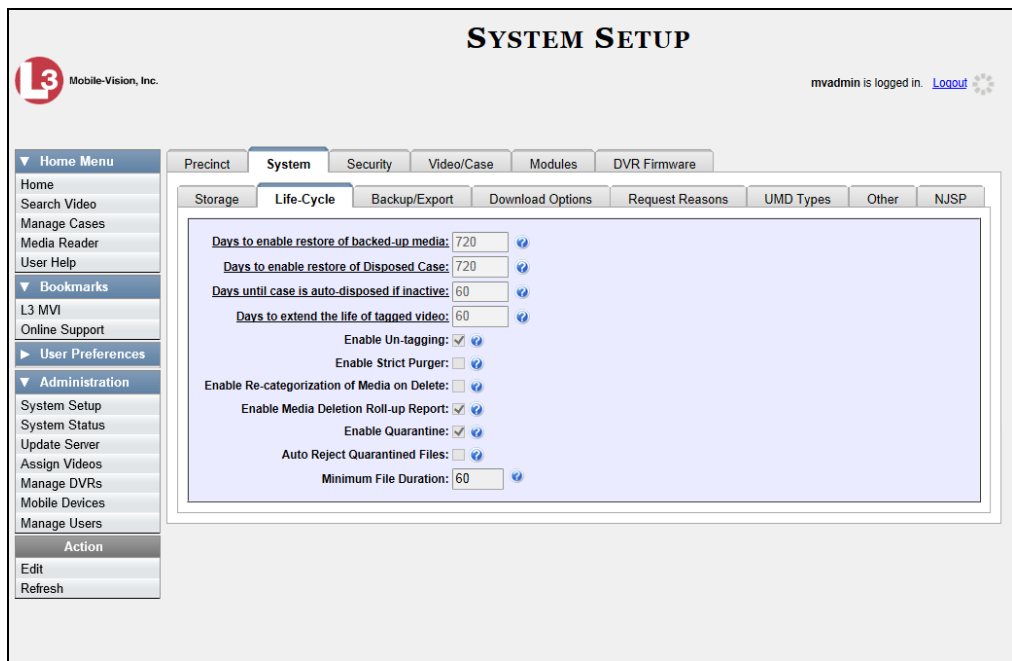 SYSTEM SETUP
L3 Mobile-Vision, Inc.
mvadmin is logged in. Logout
▼ Home Menu
Home
Search Video
Manage Cases
Media Reader
User Help
▼ Bookmarks
L3 MVI
Online Support
▶ User Preferences
▼ Administration
System Setup
System Status
Update Server
Assign Videos
Manage DVRs
Mobile Devices
Manage Users
Action
Edit
Refresh
Precinct System Security Video/Case Modules DVR Firmware
Storage Life-Cycle Backup/Export Download Options Request Reasons UMD Types Other NJSP
Days to enable restore of backed-up media: 720 ?
Days to enable restore of Disposed Case: 720 ?
Days until case is auto-disposed if inactive: 60 ?
Days to extend the life of tagged video: 60 ?
Enable Un-tagging: ?
Enable Strict Purger: ?
Enable Re-categorization of Media on Delete: ?
Enable Media Deletion Roll-up Report: ?
Enable Quarantine: ?
Auto Reject Quarantined Files: ?
Minimum File Duration: 60 ?